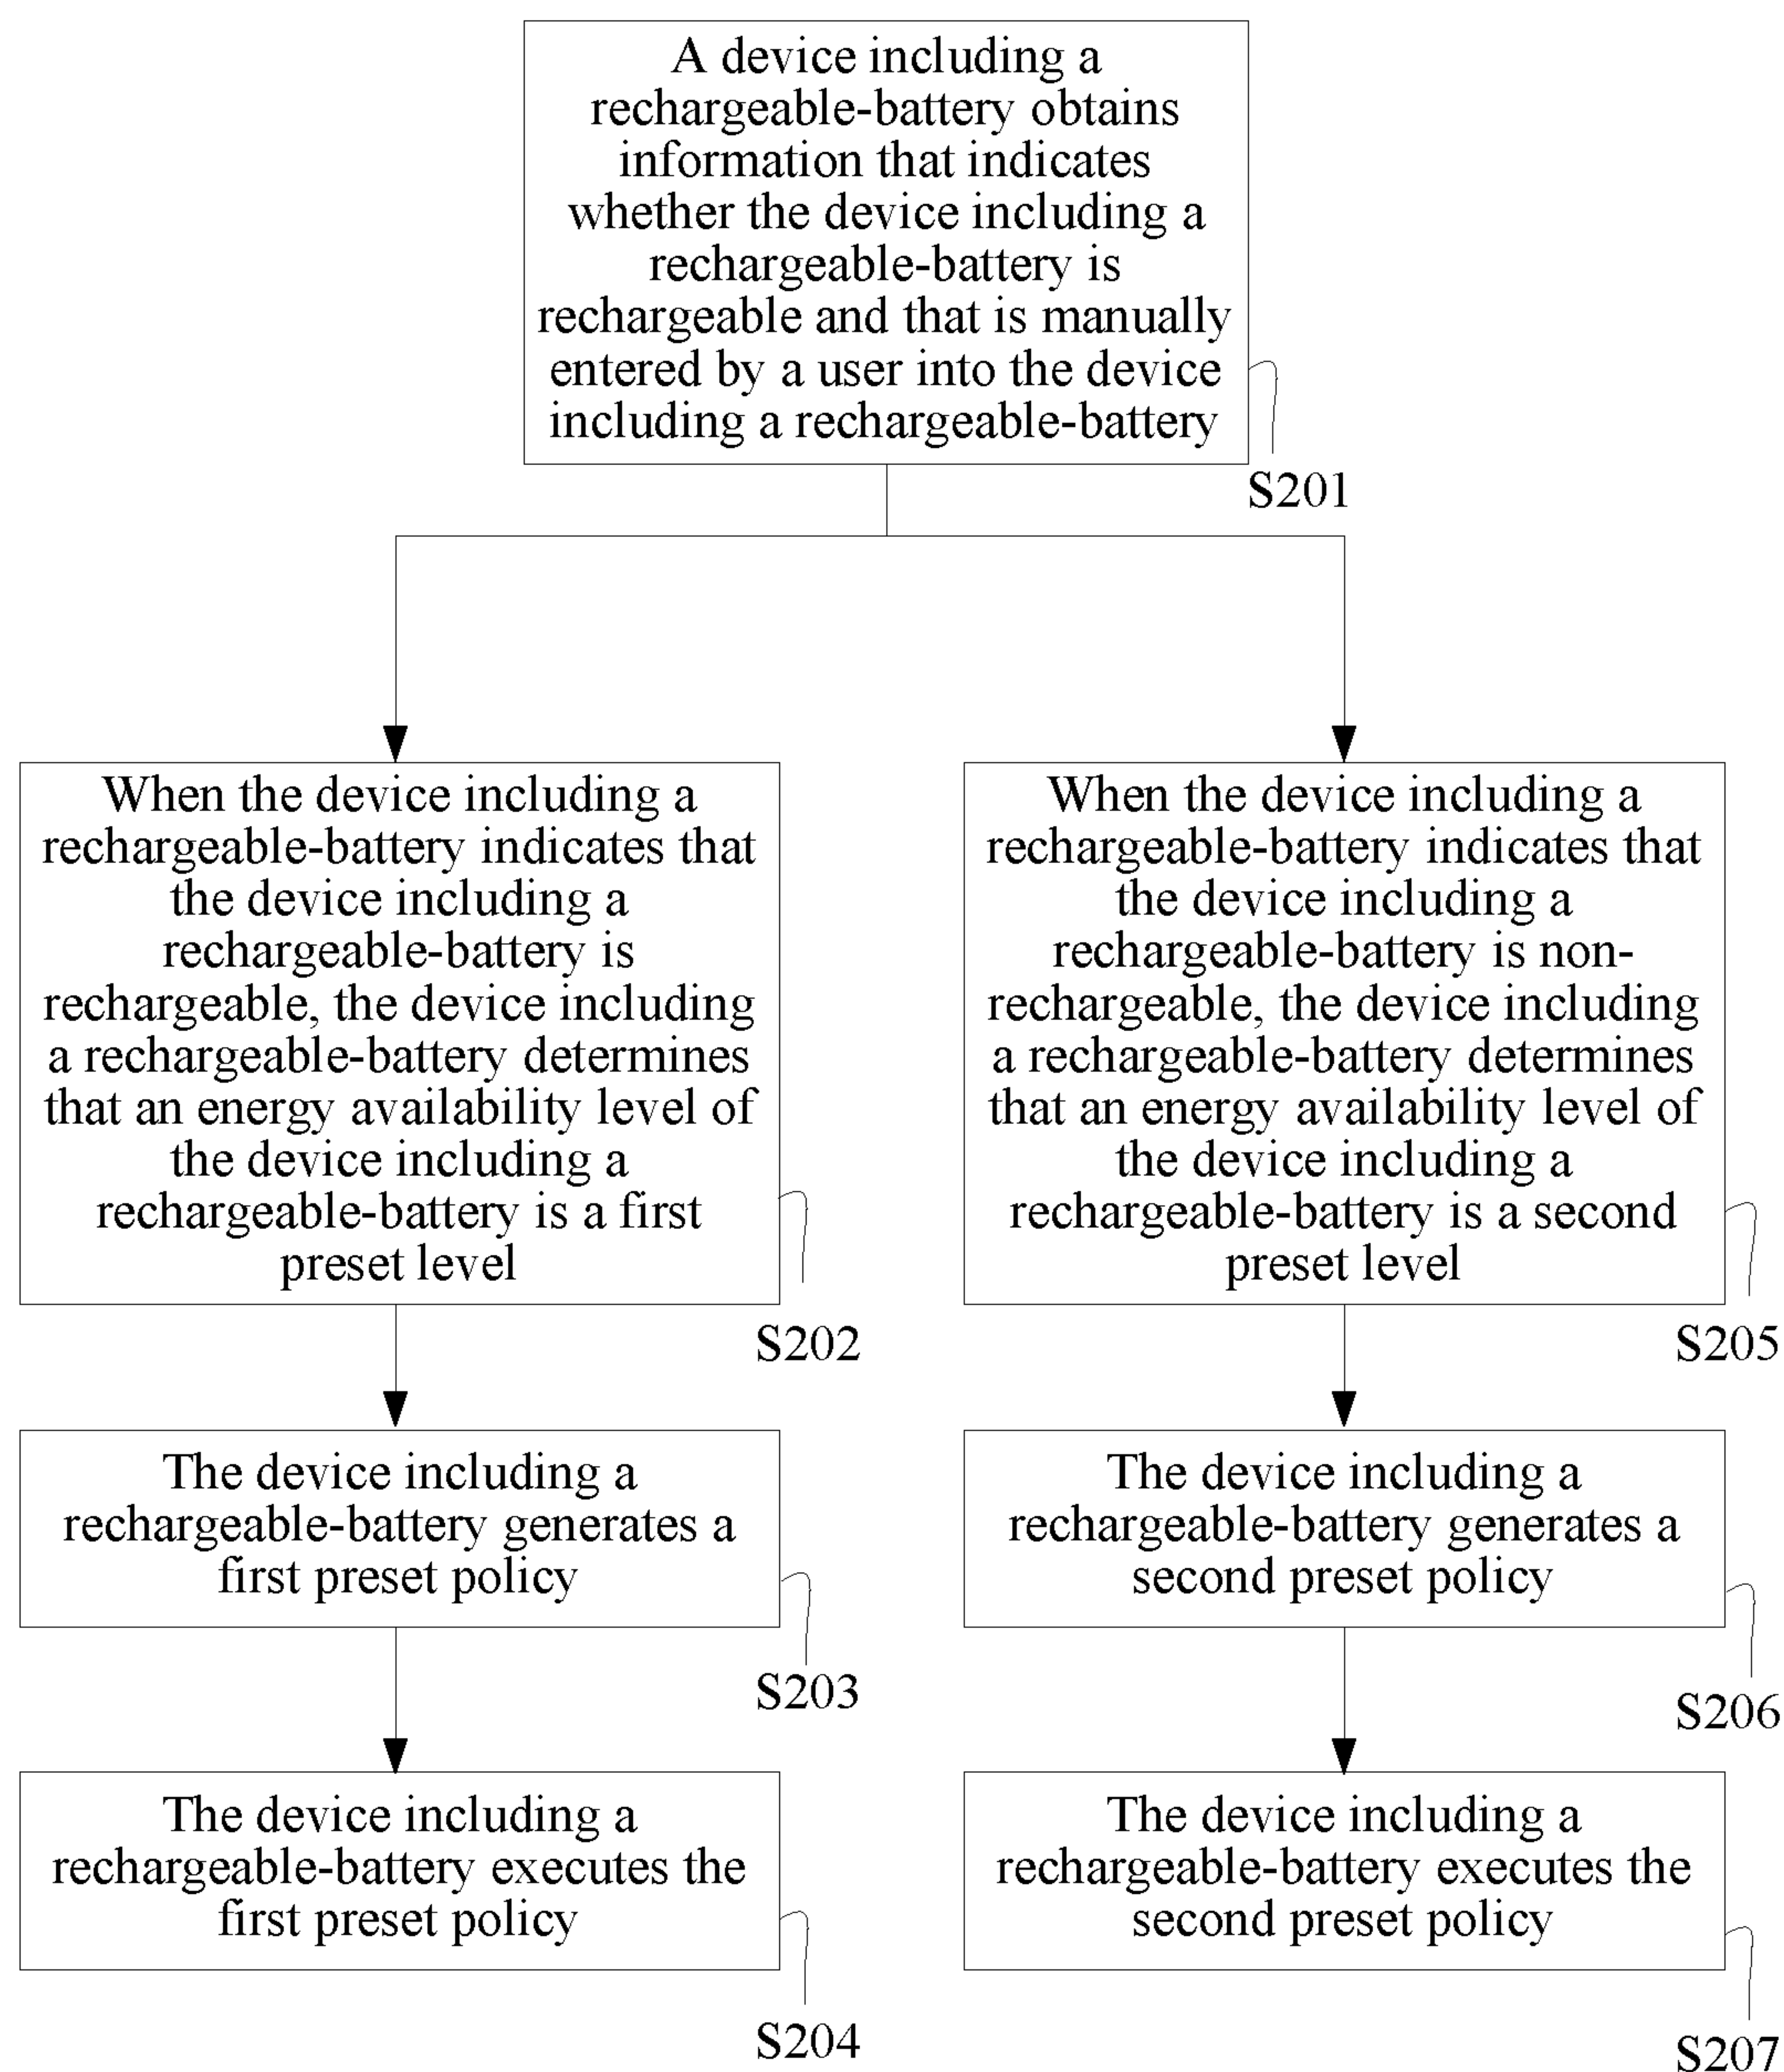 A device including a
rechargeable-battery obtains
information that indicates
whether the device including a
rechargeable-battery is
rechargeable and that is manually
entered by a user into the device
including a rechargeable-battery
S201
When the device including a
rechargeable-battery indicates that
the device including a
rechargeable-battery is
rechargeable, the device including
a rechargeable-battery determines
that an energy availability level of
the device including a
rechargeable-battery is a first
preset level
S202
The device including a
rechargeable-battery generates a
first preset policy
S203
The device including a
rechargeable-battery executes the
first preset policy
S204
When the device including a
rechargeable-battery indicates that
the device including a
rechargeable-battery is non-
rechargeable, the device including
a rechargeable-battery determines
that an energy availability level of
the device including a
rechargeable-battery is a second
preset level
S205
The device including a
rechargeable-battery generates a
second preset policy
S206
The device including a
rechargeable-battery executes the
second preset policy
S207